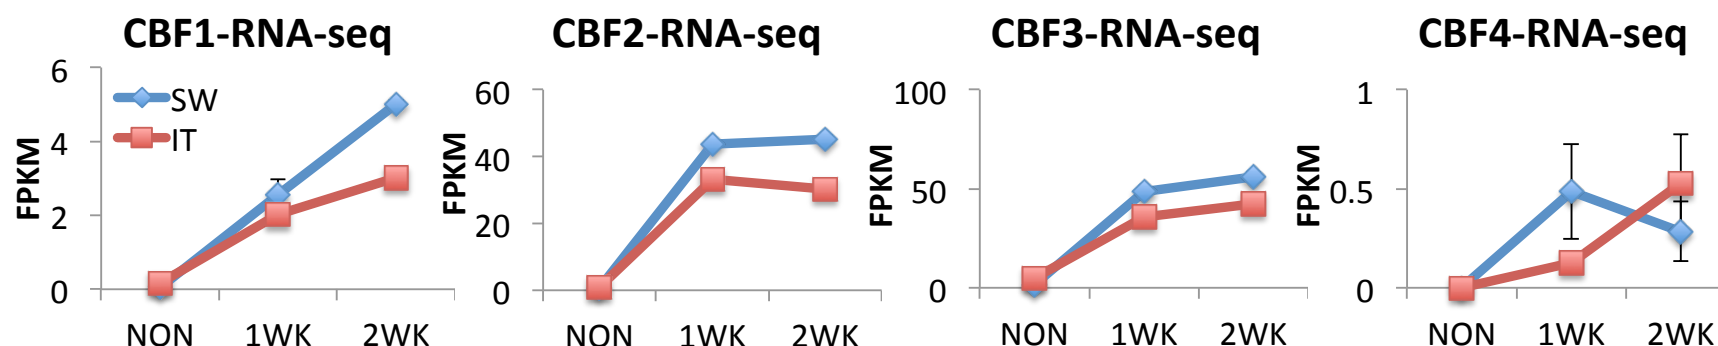 CBF1-RNA-seq
FPKM
6
4
2
0
SW
IT
NON 1WK 2WK
CBF2-RNA-seq
FPKM
60
40
20
0
NON 1WK 2WK
CBF3-RNA-seq
FPKM
100
50
0
NON 1WK 2WK
CBF4-RNA-seq
FPKM
1
0.5
0
NON 1WK 2WK